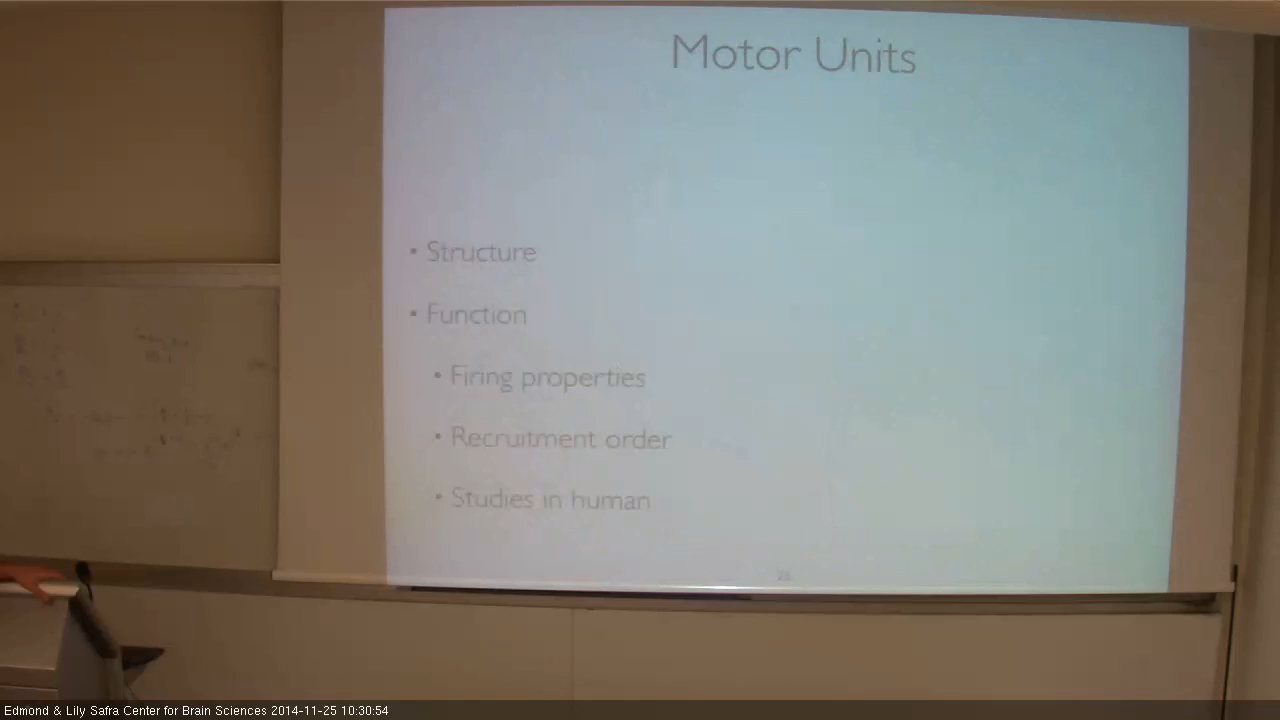 Motor Units
• Structure
• Function
• Firing properties
• Recruitment order
• Studies in human
Edmond & Lily Safra Center for Brain Sciences 2014-11-25 10:30:54